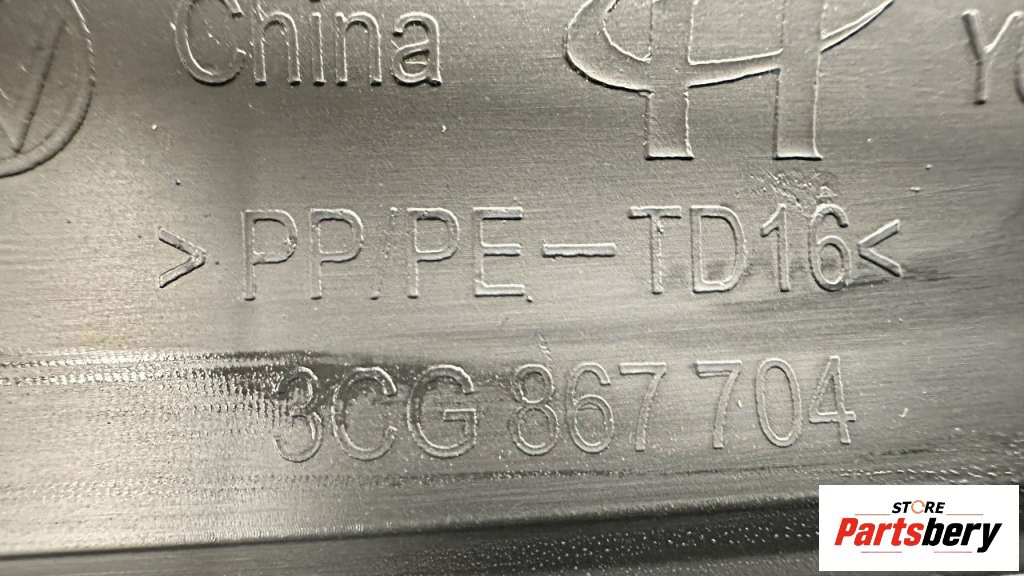 China
>PP/PE-TD16<
3CG 867 704
STORE
Partsbery